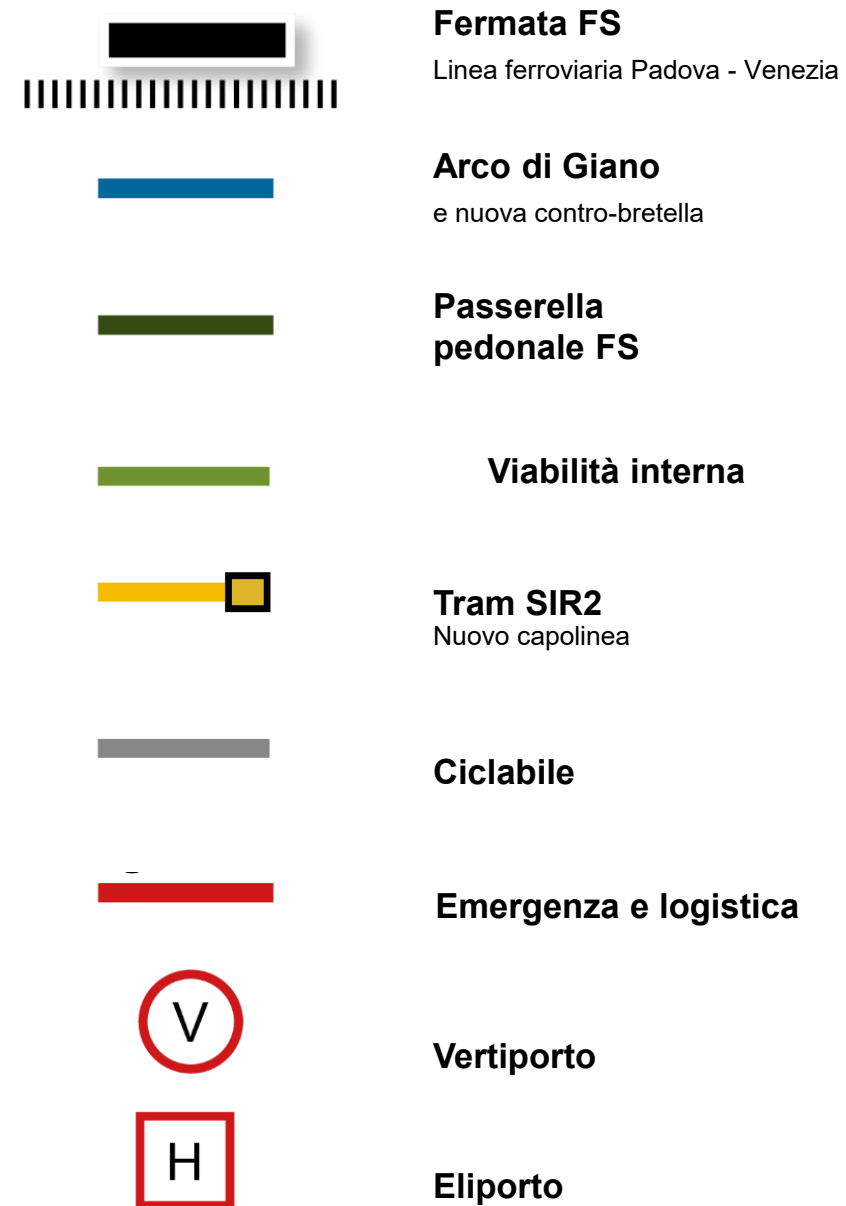 Fermata FS
Linea ferroviaria Padova - Venezia
Arco di Giano
e nuova contro-bretella
Passerella
pedonale FS
Viabilità interna
Tram SIR2
Nuovo capolinea
Ciclabile
Emergenza e logistica
V
Vertiporto
H
Eliporto